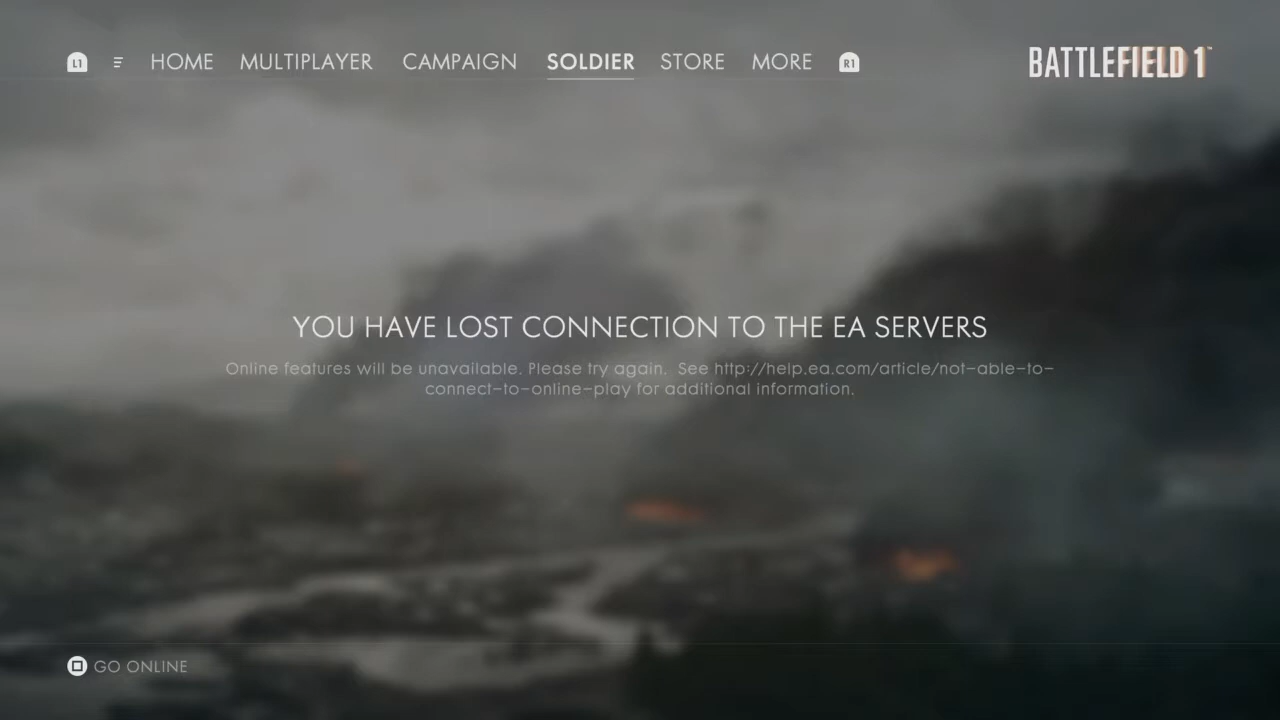 L1 HOME MULTIPLAYER CAMPAIGN SOLDIER STORE MORE R1 BATTLEFIELD 1™
YOU HAVE LOST CONNECTION TO THE EA SERVERS
Online features will be unavailable. Please try again. See http://help.ea.com/article/not-able-to-
connect-to-online-play for additional information.
GO ONLINE